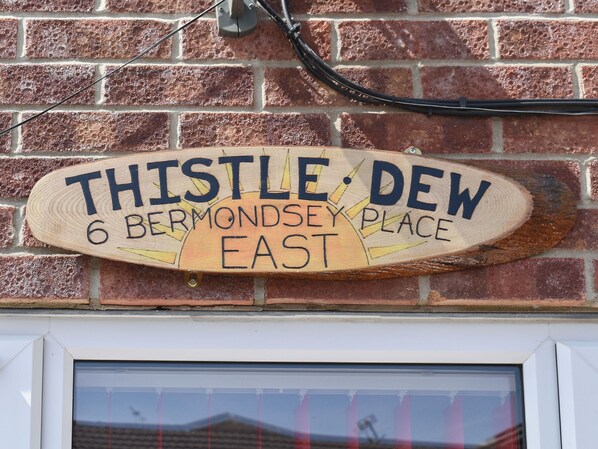 THISTLE · DEW
6 BERMONDSEY PLACE
EAST